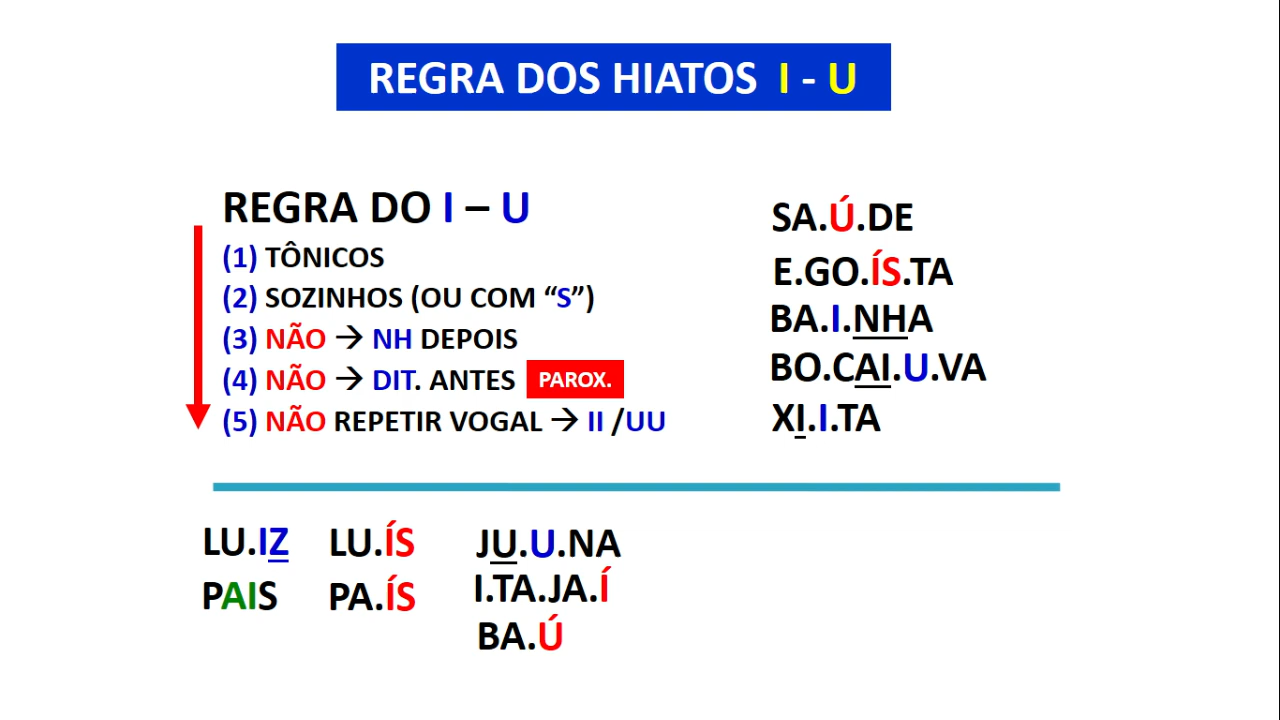 REGRA DOS HIATOS I - U
REGRA DO I – U
(1) TÔNICOS
(2) SOZINHOS (OU COM “S”)
(3) NÃO → NH DEPOIS
(4) NÃO → DIT. ANTES PAROX.
(5) NÃO REPETIR VOGAL → II /UU
SA.Ú.DE
E.GO.ÍS.TA
BA.I.NHA
BO.CAI.U.VA
XI.I.TA
LU.IZ LU.ÍS JU.U.NA
PAIS PA.ÍS I.TA.JA.Í
BA.Ú